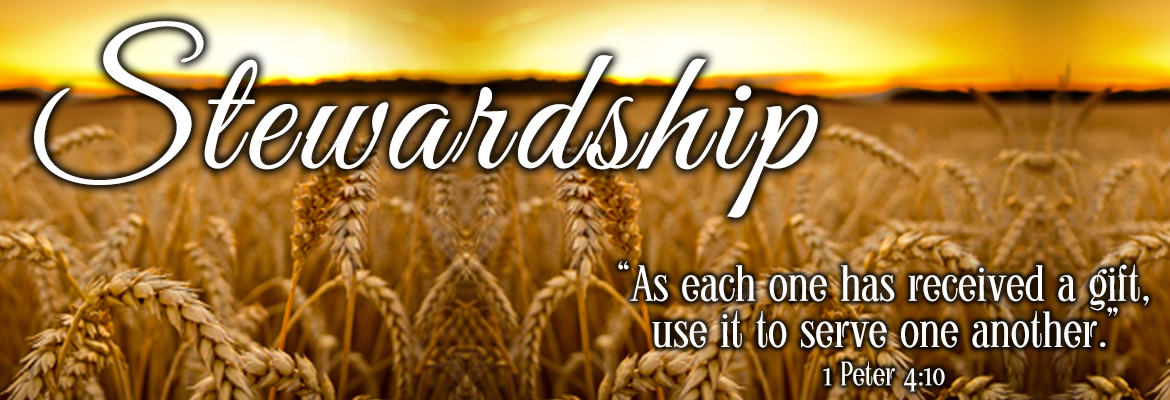 Stewardship
“As each one has received a gift,
use it to serve one another.”
1 Peter 4:10